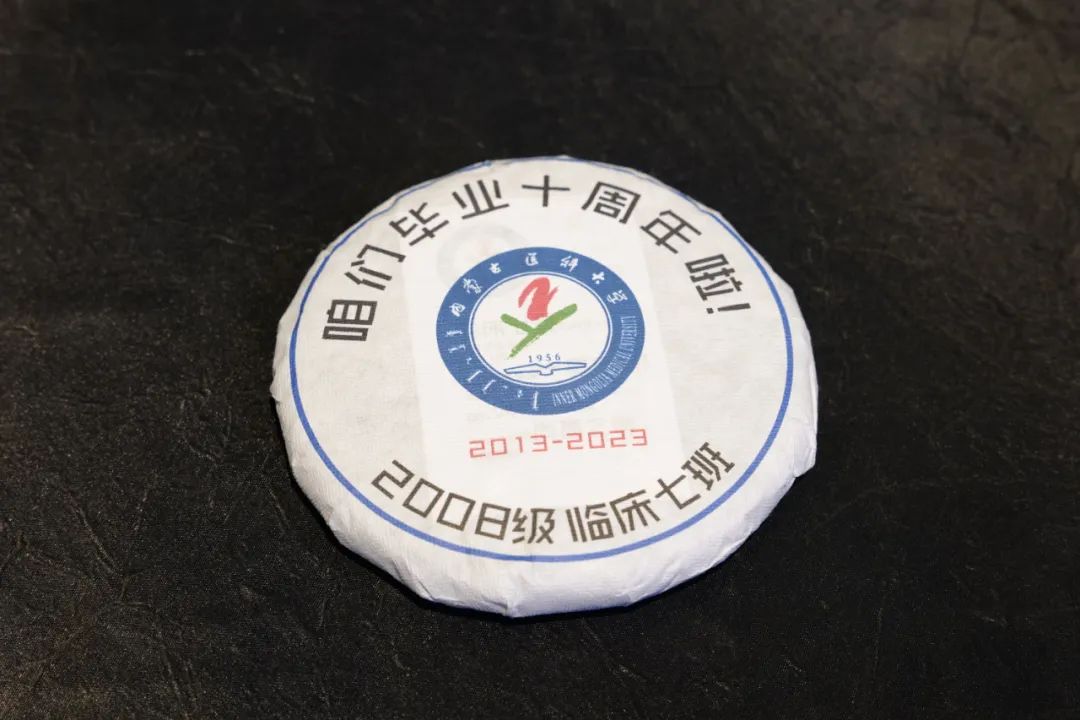 咱们毕业十周年啦!
内蒙古医科大学
INNER MONGOLIA MEDICAL UNIVERSITY
1956
2013-2023
2008级临床七班